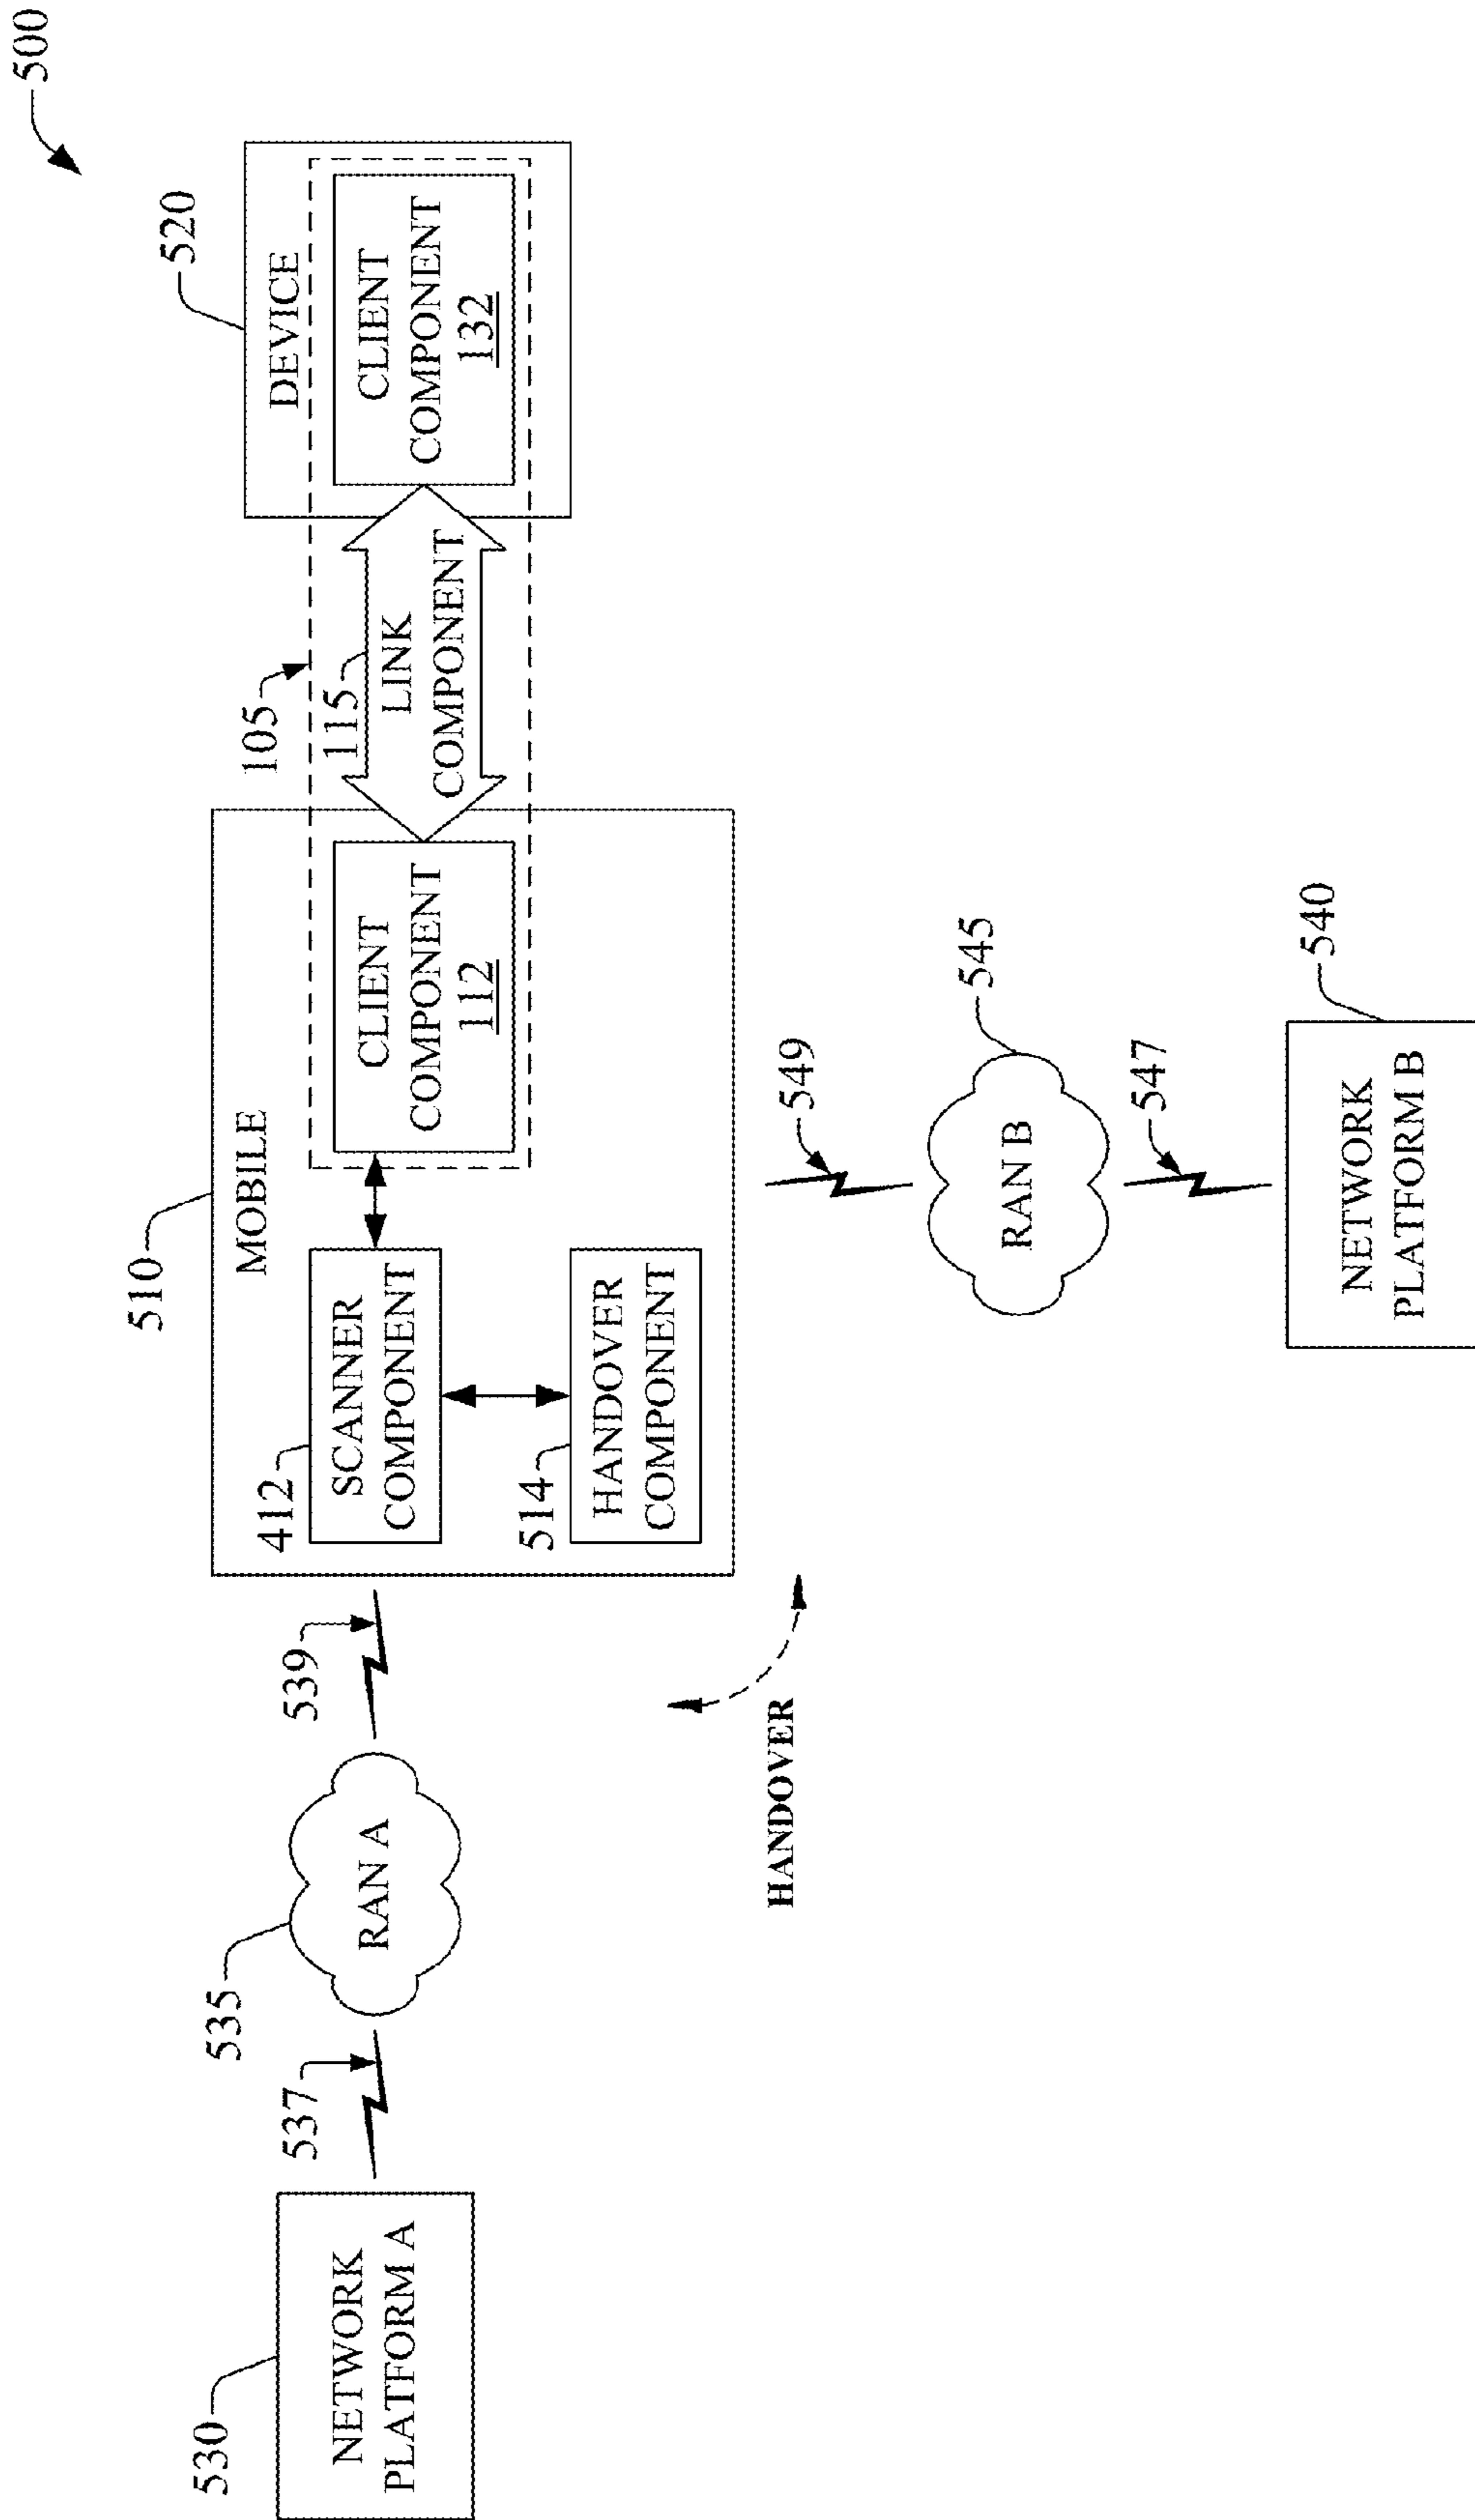 500
520
DEVICE
CLIENT
COMPONENT
132
105
115
LINK
COMPONENT
510
MOBILE
CLIENT
COMPONENT
112
412
SCANNER
COMPONENT
514
HANDOVER
COMPONENT
539
535
RAN A
537
530
NETWORK
PLATFORM A
HANDOVER
549
545
RAN B
547
540
NETWORK
PLATFORM B